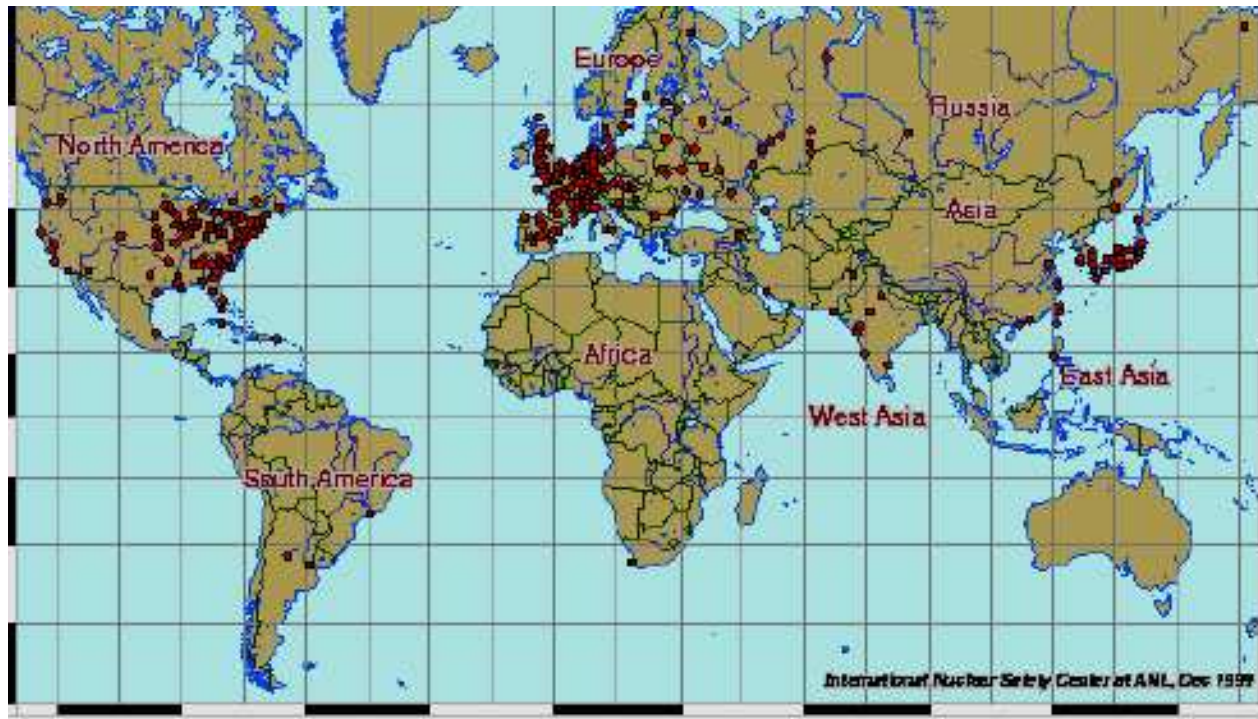 Europe
Russia
North America
Asia
Africa
East Asia
West Asia
South America
International Nuclear Safety Center at ANL, Dec 1999